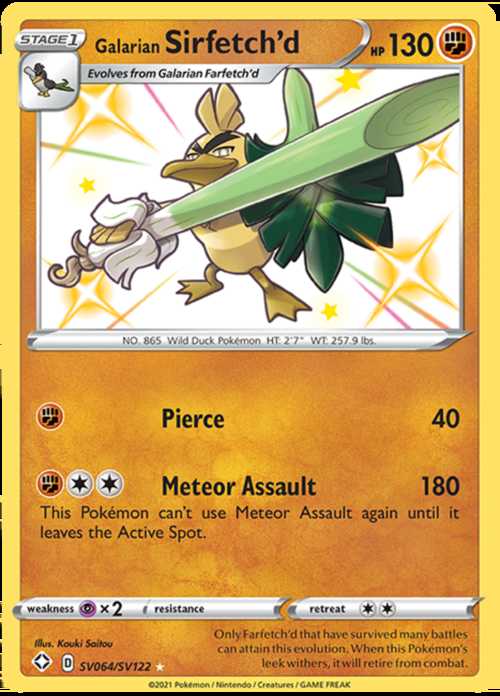 STAGE 1
Galarian Sirfetch'd HP 130
Evolves from Galarian Farfetch'd
NO. 865 Wild Duck Pokémon HT: 2'7" WT: 257.9 lbs.
Pierce 40
Meteor Assault 180
This Pokémon can't use Meteor Assault again until it
leaves the Active Spot.
weakness ×2 resistance retreat
Illus. Kouki Saitou
D SV064/SV122
Only Farfetch'd that have survived many battles
can attain this evolution. When this Pokémon's
leek withers, it will retire from combat.
©2021 Pokémon / Nintendo / Creatures / GAME FREAK